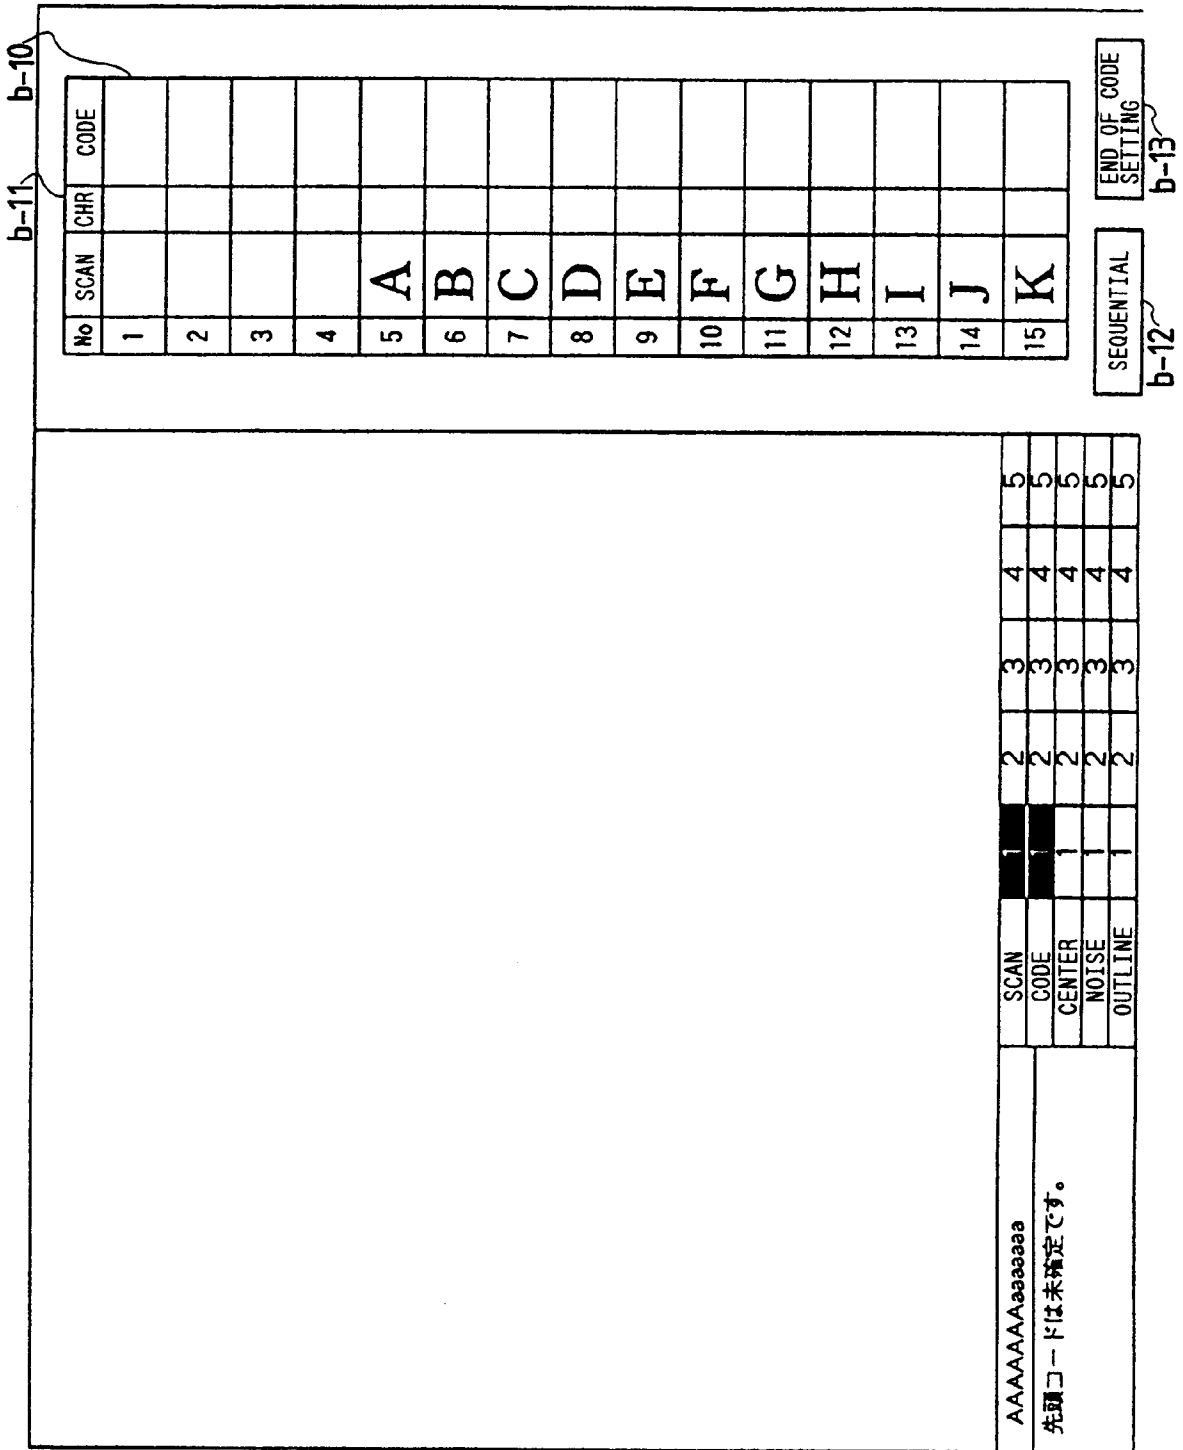 b-11
b-10
No SCAN CHR CODE
1
2
3
4
5 A
6 B
7 C
8 D
9 E
10 F
11 G
12 H
13 I
14 J
15 K
SEQUENTIAL
END OF CODE
SETTING
b-12
b-13
AAAAAAaaaaaaa
先頭コードは未確定です。
SCAN 1 2 3 4 5
CODE 1 2 3 4 5
CENTER 1 2 3 4 5
NOISE 1 2 3 4 5
OUTLINE 1 2 3 4 5